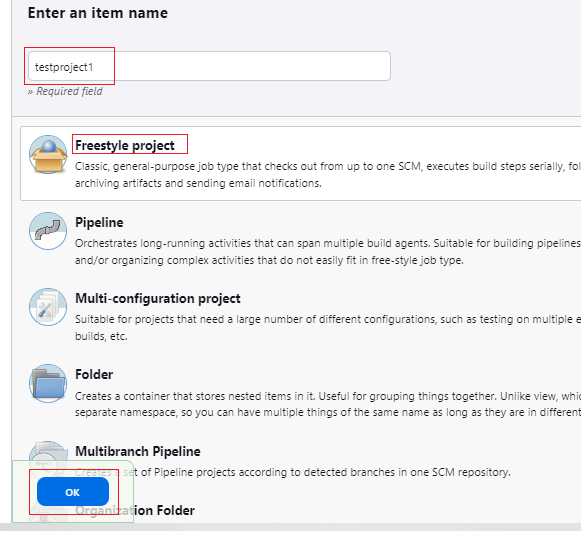 Enter an item name
testproject1
» Required field
Freestyle project
Classic, general-purpose job type that checks out from up to one SCM, executes build steps serially, fol
archiving artifacts and sending email notifications.
Pipeline
Orchestrates long-running activities that can span multiple build agents. Suitable for building pipelines
and/or organizing complex activities that do not easily fit in free-style job type.
Multi-configuration project
Suitable for projects that need a large number of different configurations, such as testing on multiple e
builds, etc.
Folder
Creates a container that stores nested items in it. Useful for grouping things together. Unlike view, whic
separate namespace, so you can have multiple things of the same name as long as they are in different
Multibranch Pipeline
Creates a set of Pipeline projects according to detected branches in one SCM repository.
OK
Organization Folder